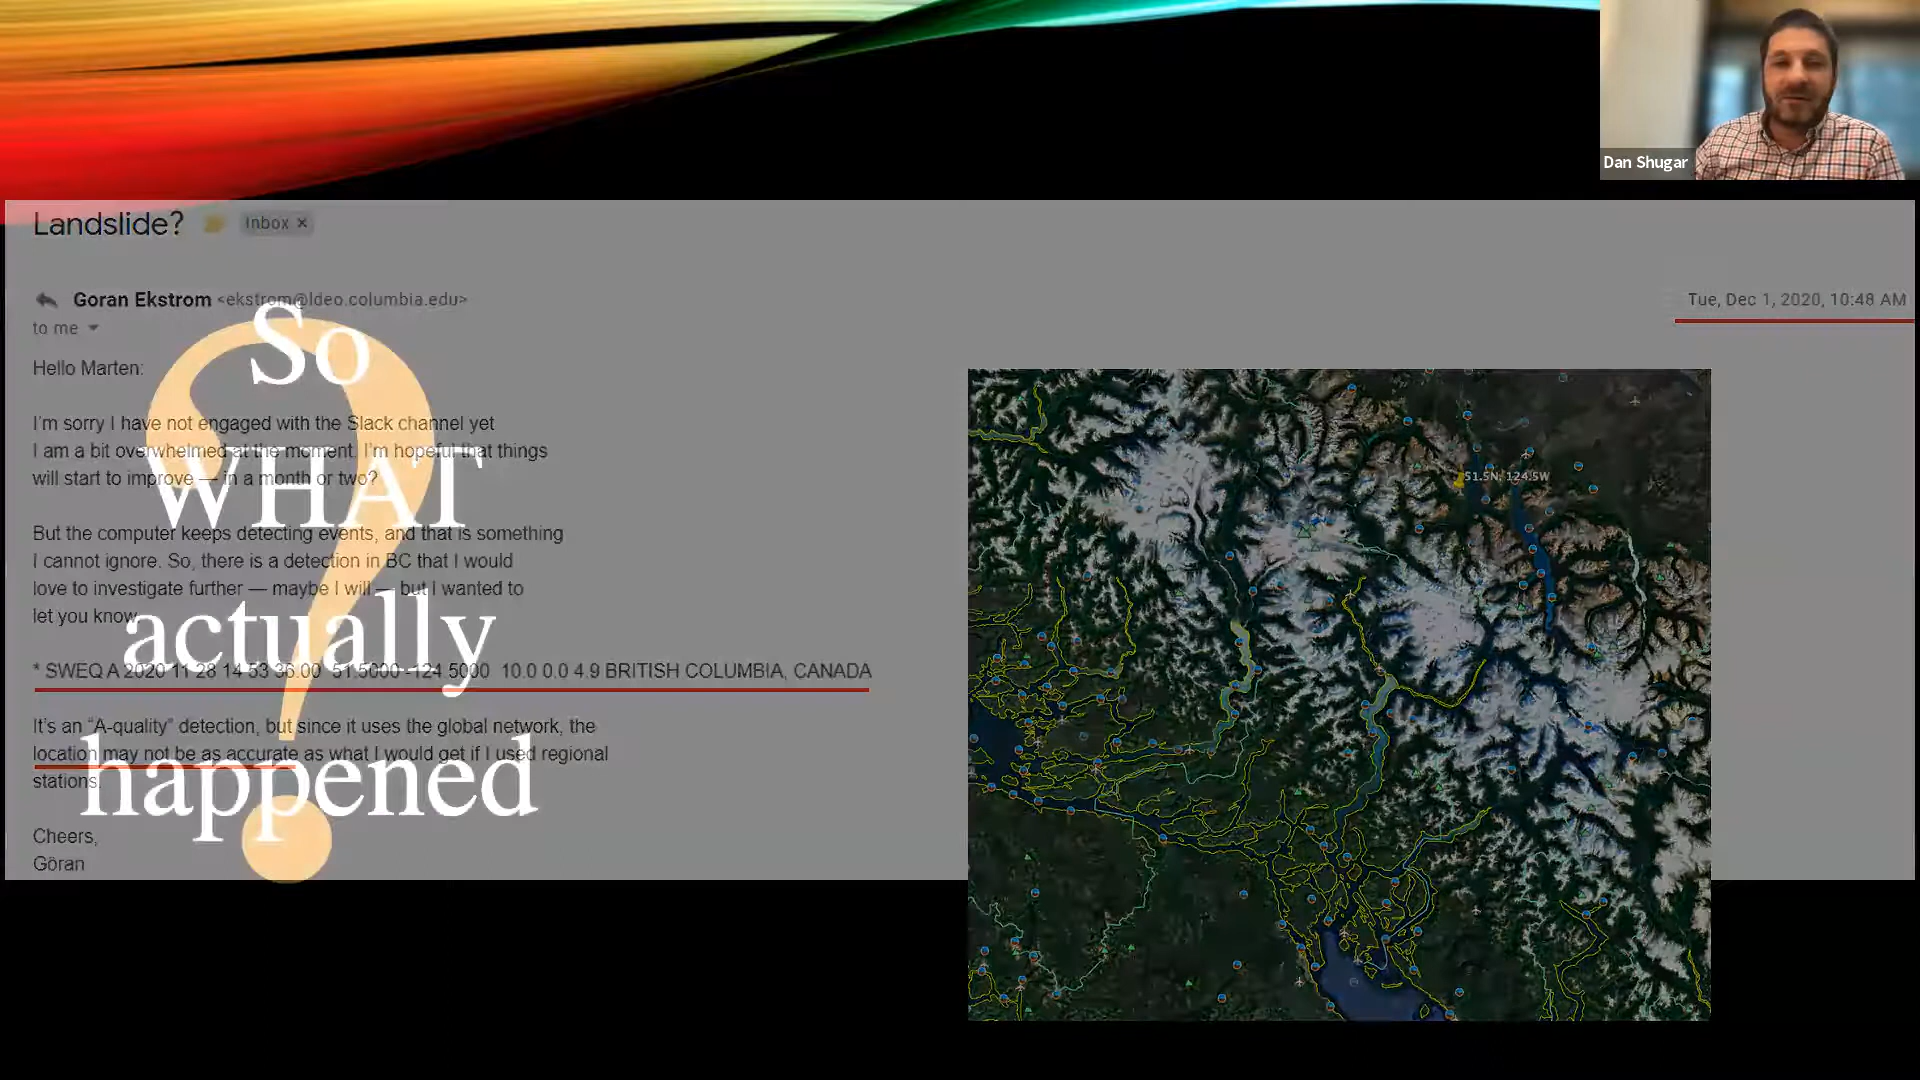 Dan Shugar
Landslide?
Inbox ×
Goran Ekstrom <ekstrom@ldeo.columbia.edu>
Tue, Dec 1, 2020, 10:48 AM
to me
Hello Marten:
I'm sorry I have not engaged with the Slack channel yet
I am a bit overwhelmed at the moment. I'm hopeful that things
will start to improve — in a month or two?
But the computer keeps detecting events, and that is something
I cannot ignore. So, there is a detection in BC that I would
love to investigate further — maybe I will — but I wanted to
let you know.
* SWEQ A 2020 11 28 14 53 36.00 51.5000 -124.5000 10.0 0.0 4.9 BRITISH COLUMBIA, CANADA
It's an “A-quality” detection, but since it uses the global network, the
location may not be as accurate as what I would get if I used regional
stations.
Cheers,
Göran
So
WHAT
actually
happened
?
51.5N, 124.5W